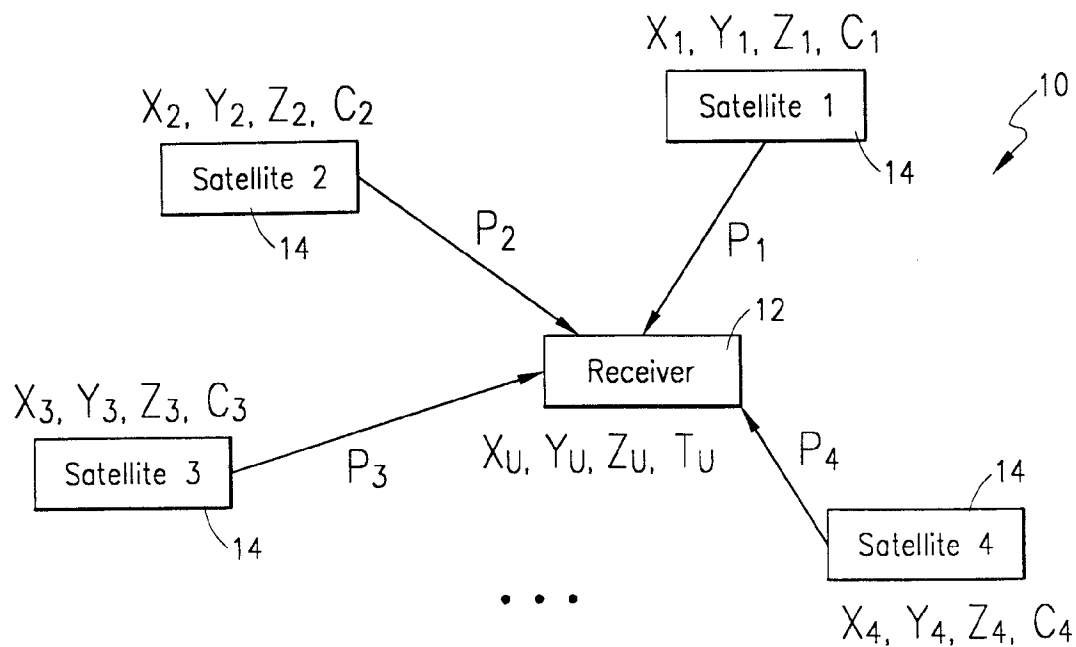 X1, Y1, Z1, C1
Satellite 1
14
10
X2, Y2, Z2, C2
Satellite 2
14
P2
P1
12
Receiver
XU, YU, ZU, TU
X3, Y3, Z3, C3
Satellite 3
14
P3
P4
14
Satellite 4
X4, Y4, Z4, C4
• • •